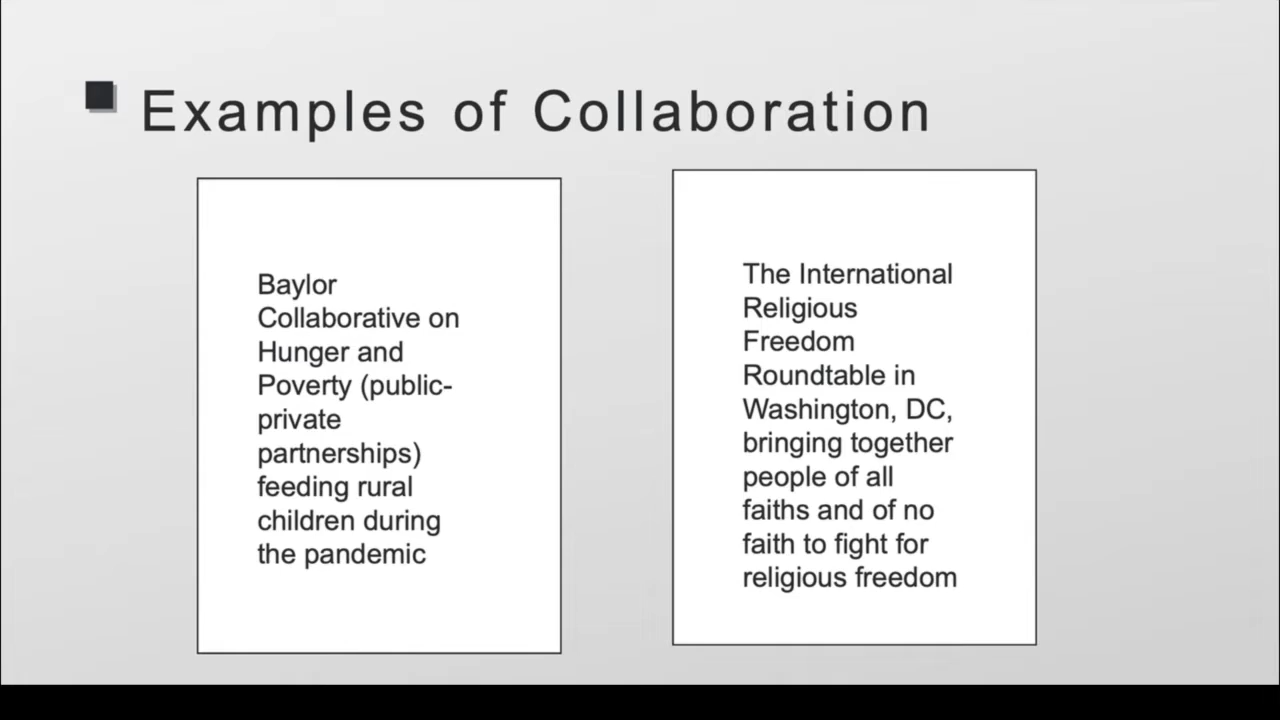 Examples of Collaboration
Baylor
Collaborative on
Hunger and
Poverty (public-
private
partnerships)
feeding rural
children during
the pandemic
The International
Religious
Freedom
Roundtable in
Washington, DC,
bringing together
people of all
faiths and of no
faith to fight for
religious freedom